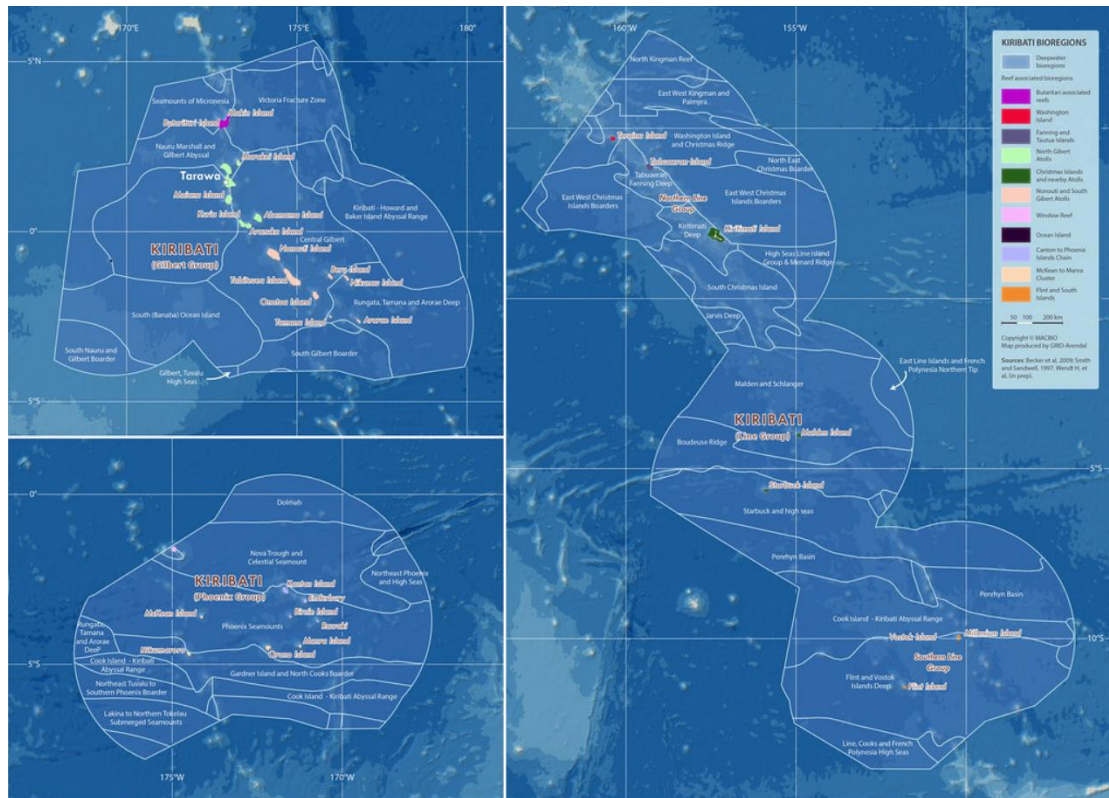 170°E
175°E
180°
5°N
Seamounts of Micronesia
Victoria Fracture Zone
Makin Island
Butaritari Island
Nauru Marshall and
Gilbert Abyssal
Marakei Island
Tarawa
Maiana Island
Kuria Island
Abemama Island
Kiribati - Howard and
Baker Island Abyssal Range
0°
Aranuka Island
Central Gilbert
KIRIBATI
(Gilbert Group)
Nonouti Island
Beru Island
Tabiteuea Island
Nikunau Island
Onotoa Island
Rungata, Tamana and Arorae Deep
South (Banaba) Ocean Island
Tamana Island
Arorae Island
South Nauru and
Gilbert Boarder
South Gilbert Boarder
Gilbert, Tuvalu
High Seas
5°S
0°
Dolmah
Nova Trough and
Celestial Seamount
Northeast Phoenix
and High Seas
KIRIBATI
(Phoenix Group)
Kanton Island
Enderbury
McKean Island
Birnie Island
Rawaki
Phoenix Seamounts
Rungata,
Tamana
and Arorae
DeeP
Manra Island
Nikumaroro
Orona Island
5°S
Cook Island - Kiribati
Abyssal Range
Gardner Island and North Cooks Boarder
Northeast Tuvalu to
Southern Phoenix Boarder
Cook Island - Kiribati Abyssal Range
Lakina to Northern Tokelau
Submerged Seamounts
175°W
170°W
160°W
155°W
North Kingman Reef
East West Kingman and
Palmyra
Teraina Island
Washington Island
and Christmas Ridge
Tabuaeran Island
North East
Christmas Boarder
Tabuaeran
Fanning Deep
East West Christmas
Islands Boarders
Northern Line
Group
East West Christmas
Islands Boarders
Kiritimati
Deep
Kiritimati Island
High Seas Line Island
Group & Menard Ridge
South Christmas Island
Jarvis Deep
East Line Islands and French
Polynesia Northern Tip
Malden and Schlanger
KIRIBATI
(Line Group)
Malden Island
Boudeuse Ridge
5°S
Starbuck Island
Starbuck and high seas
Penrhyn Basin
Penrhyn Basin
Cook Island - Kiribati Abyssal Range
Vostok Island
Millenium Island
10°S
Southern Line
Group
Flint and Vostok
Islands Deep
Flint Island
Line, Cooks and French
Polynesia High Seas
KIRIBATI BIOREGIONS
Deepwater
bioregions
Reef associated bioregions
Butaritari associated
reefs
Washington
Island
Fanning and
Tautua Islands
North Gilbert
Atolls
Christmas Islands
and nearby Atolls
Nonouti and South
Gilbert Atolls
Winslow Reef
Ocean Island
Canton to Phoenix
Islands Chain
McKean to Manra
Cluster
Flint and South
Islands
50 100 200 km
Copyright © MACBIO
Map produced by GRID-Arendal
Sources: Becker et al, 2009; Smith
and Sandwell, 1997. Wendt H. et
al, (in prep).